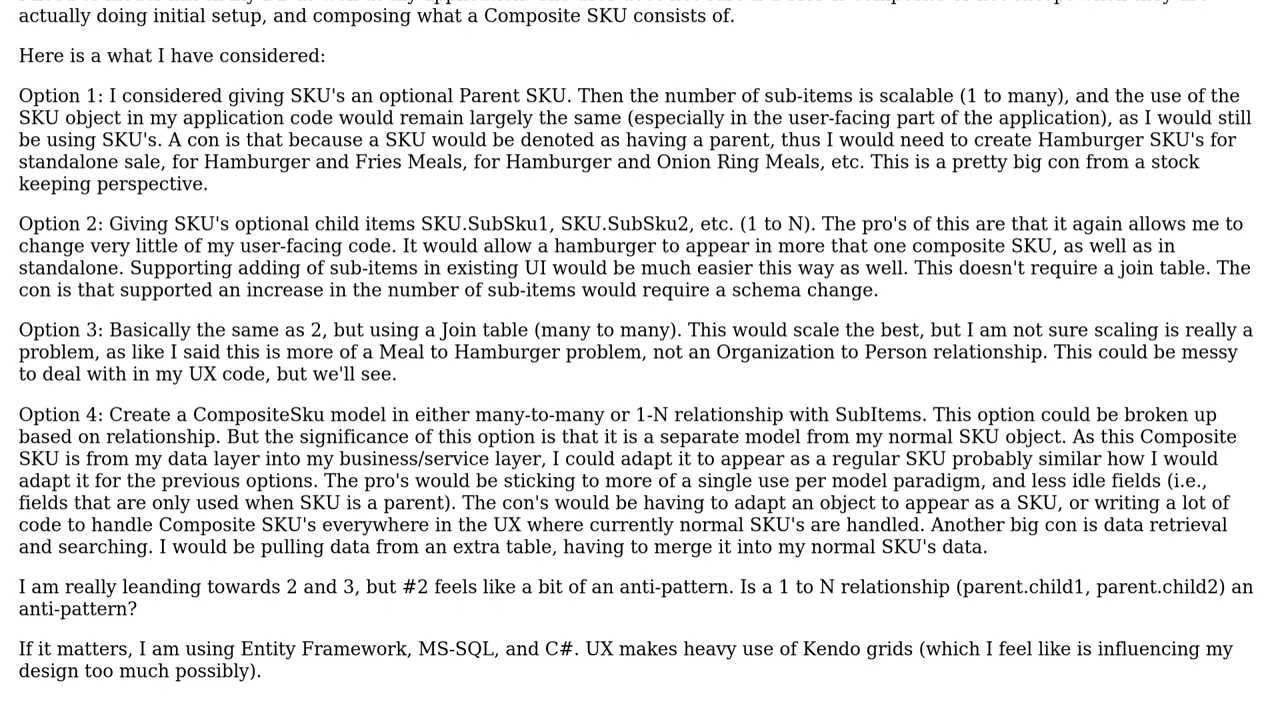 actually doing initial setup, and composing what a Composite SKU consists of.
Here is a what I have considered:
Option 1: I considered giving SKU's an optional Parent SKU. Then the number of sub-items is scalable (1 to many), and the use of the
SKU object in my application code would remain largely the same (especially in the user-facing part of the application), as I would still
be using SKU's. A con is that because a SKU would be denoted as having a parent, thus I would need to create Hamburger SKU's for
standalone sale, for Hamburger and Fries Meals, for Hamburger and Onion Ring Meals, etc. This is a pretty big con from a stock
keeping perspective.
Option 2: Giving SKU's optional child items SKU.SubSku1, SKU.SubSku2, etc. (1 to N). The pro's of this are that it again allows me to
change very little of my user-facing code. It would allow a hamburger to appear in more that one composite SKU, as well as in
standalone. Supporting adding of sub-items in existing UI would be much easier this way as well. This doesn't require a join table. The
con is that supported an increase in the number of sub-items would require a schema change.
Option 3: Basically the same as 2, but using a Join table (many to many). This would scale the best, but I am not sure scaling is really a
problem, as like I said this is more of a Meal to Hamburger problem, not an Organization to Person relationship. This could be messy
to deal with in my UX code, but we'll see.
Option 4: Create a CompositeSku model in either many-to-many or 1-N relationship with SubItems. This option could be broken up
based on relationship. But the significance of this option is that it is a separate model from my normal SKU object. As this Composite
SKU is from my data layer into my business/service layer, I could adapt it to appear as a regular SKU probably similar how I would
adapt it for the previous options. The pro's would be sticking to more of a single use per model paradigm, and less idle fields (i.e.,
fields that are only used when SKU is a parent). The con's would be having to adapt an object to appear as a SKU, or writing a lot of
code to handle Composite SKU's everywhere in the UX where currently normal SKU's are handled. Another big con is data retrieval
and searching. I would be pulling data from an extra table, having to merge it into my normal SKU's data.
I am really leanding towards 2 and 3, but #2 feels like a bit of an anti-pattern. Is a 1 to N relationship (parent.child1, parent.child2) an
anti-pattern?
If it matters, I am using Entity Framework, MS-SQL, and C#. UX makes heavy use of Kendo grids (which I feel like is influencing my
design too much possibly).